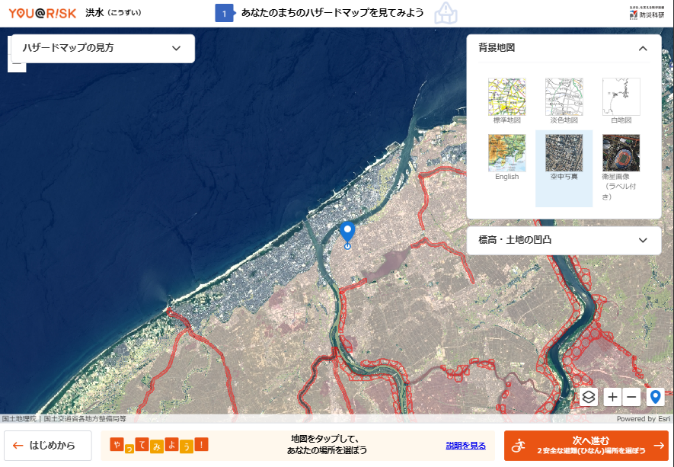 YOU@RISK 洪水（こうずい）
1 あなたのまちのハザードマップを見てみよう
防災科研
ハザードマップの見方
背景地図
標準地図 淡色地図 白地図
English 空中写真 衛星画像
（ラベル付
き）
標高・土地の凹凸
国土地理院 | 国土交通省各地方整備局等
Powered by Esri
はじめから
やってみよう！
地図をタップして、
あなたの場所を選ぼう
説明を見る
次へ進む
2 安全な避難(ひなん)場所を選ぼう